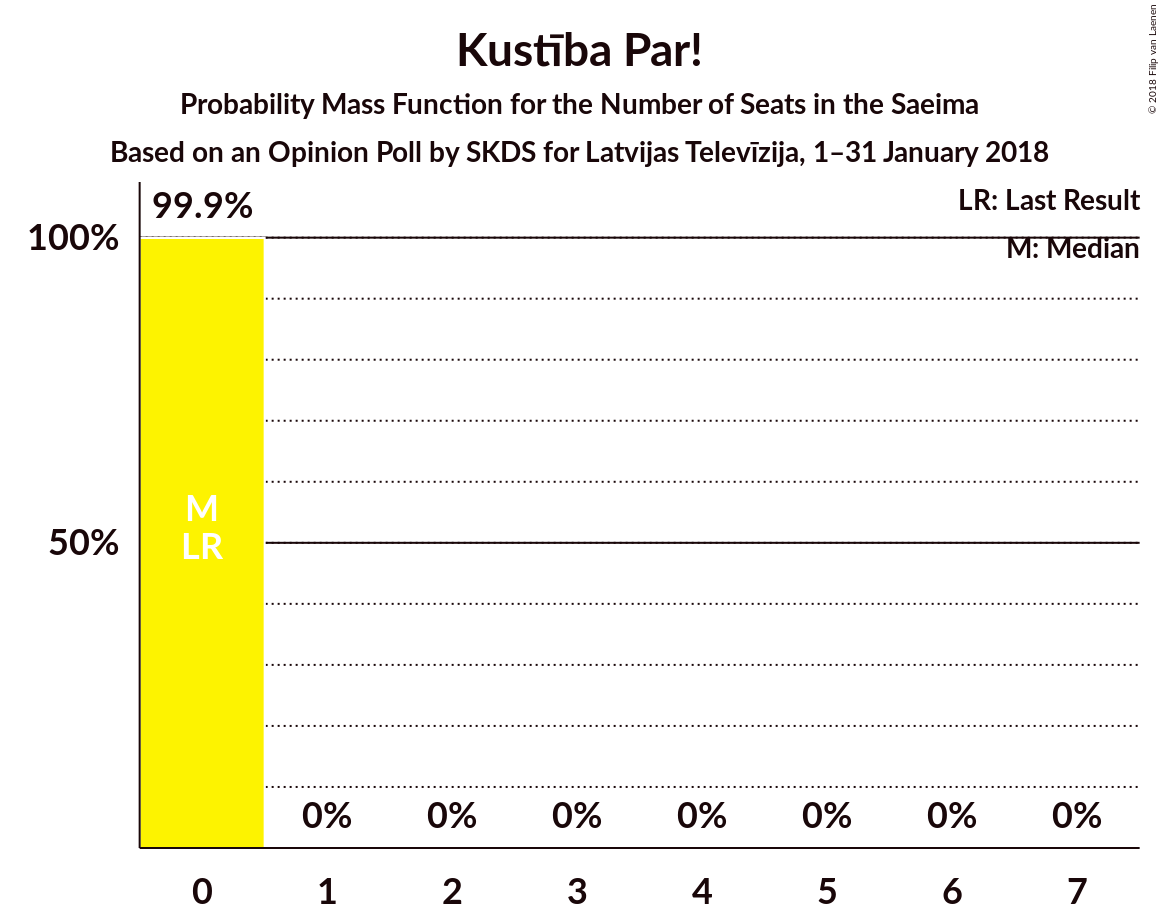 Kustība Par!
Probability Mass Function for the Number of Seats in the Saeima
Based on an Opinion Poll by SKDS for Latvijas Televīzija, 1–31 January 2018
© 2018 Filip van Laenen
LR: Last Result
M: Median
99.9%
100%
50%
M
LR
0% 0% 0% 0% 0% 0% 0%
0 1 2 3 4 5 6 7